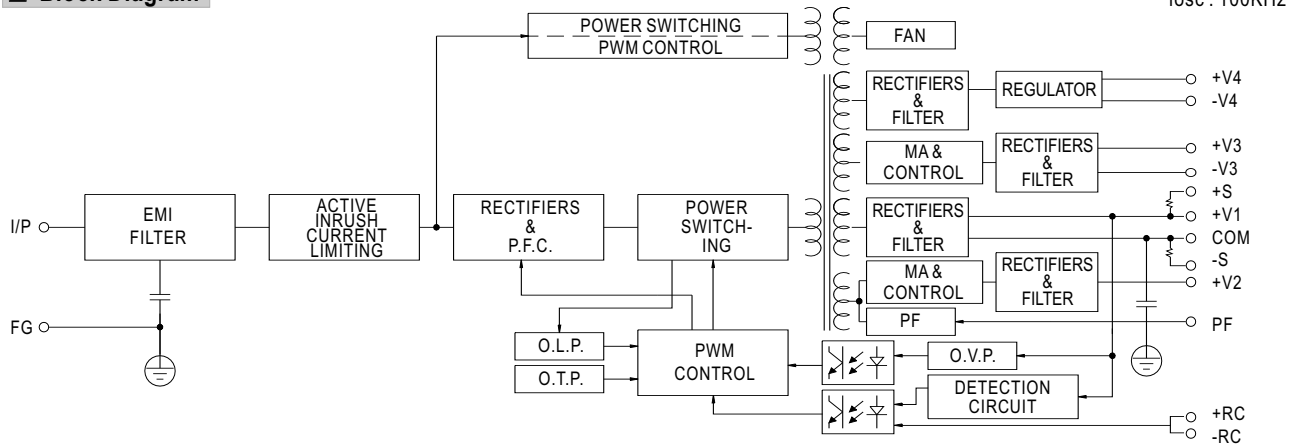 Block Diagram
fosc : 100KHz
POWER SWITCHING
PWM CONTROL
FAN
RECTIFIERS
&
FILTER
REGULATOR
+V4
-V4
MA &
CONTROL
RECTIFIERS
&
FILTER
+V3
-V3
I/P
EMI
FILTER
ACTIVE
INRUSH
CURRENT
LIMITING
RECTIFIERS
&
P.F.C.
POWER
SWITCH-
ING
RECTIFIERS
&
FILTER
+S
+V1
COM
-S
MA &
CONTROL
RECTIFIERS
&
FILTER
+V2
PF
PF
FG
O.L.P.
O.T.P.
PWM
CONTROL
O.V.P.
DETECTION
CIRCUIT
+RC
-RC